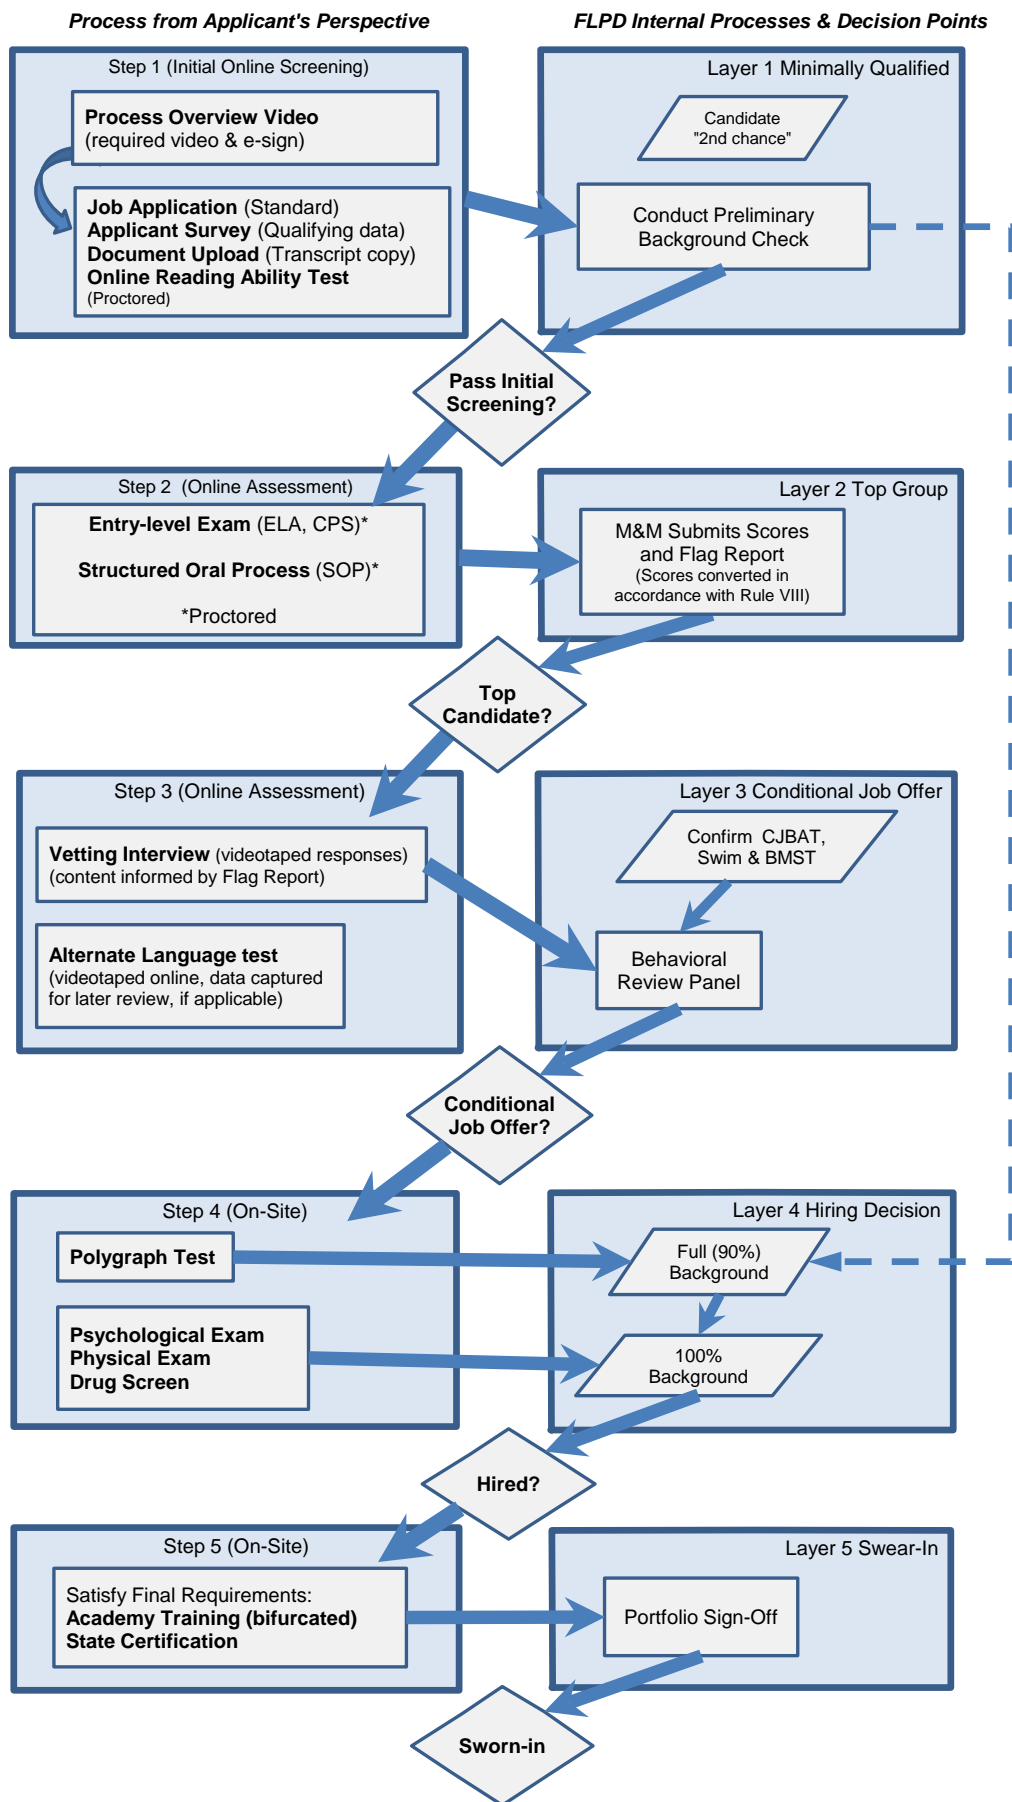 Process from Applicant's Perspective
FLPD Internal Processes & Decision Points
Step 1 (Initial Online Screening)
Process Overview Video
(required video & e-sign)
Job Application (Standard)
Applicant Survey (Qualifying data)
Document Upload (Transcript copy)
Online Reading Ability Test
(Proctored)
Layer 1 Minimally Qualified
Candidate
"2nd chance"
Conduct Preliminary
Background Check
Pass Initial
Screening?
Step 2 (Online Assessment)
Entry-level Exam (ELA, CPS)*
Structured Oral Process (SOP)*
*Proctored
Layer 2 Top Group
M&M Submits Scores
and Flag Report
(Scores converted in
accordance with Rule VIII)
Top
Candidate?
Step 3 (Online Assessment)
Vetting Interview (videotaped responses)
(content informed by Flag Report)
Alternate Language test
(videotaped online, data captured
for later review, if applicable)
Layer 3 Conditional Job Offer
Confirm CJBAT,
Swim & BMST
Behavioral
Review Panel
Conditional
Job Offer?
Step 4 (On-Site)
Polygraph Test
Psychological Exam
Physical Exam
Drug Screen
Layer 4 Hiring Decision
Full (90%)
Background
100%
Background
Hired?
Step 5 (On-Site)
Satisfy Final Requirements:
Academy Training (bifurcated)
State Certification
Layer 5 Swear-In
Portfolio Sign-Off
Sworn-in